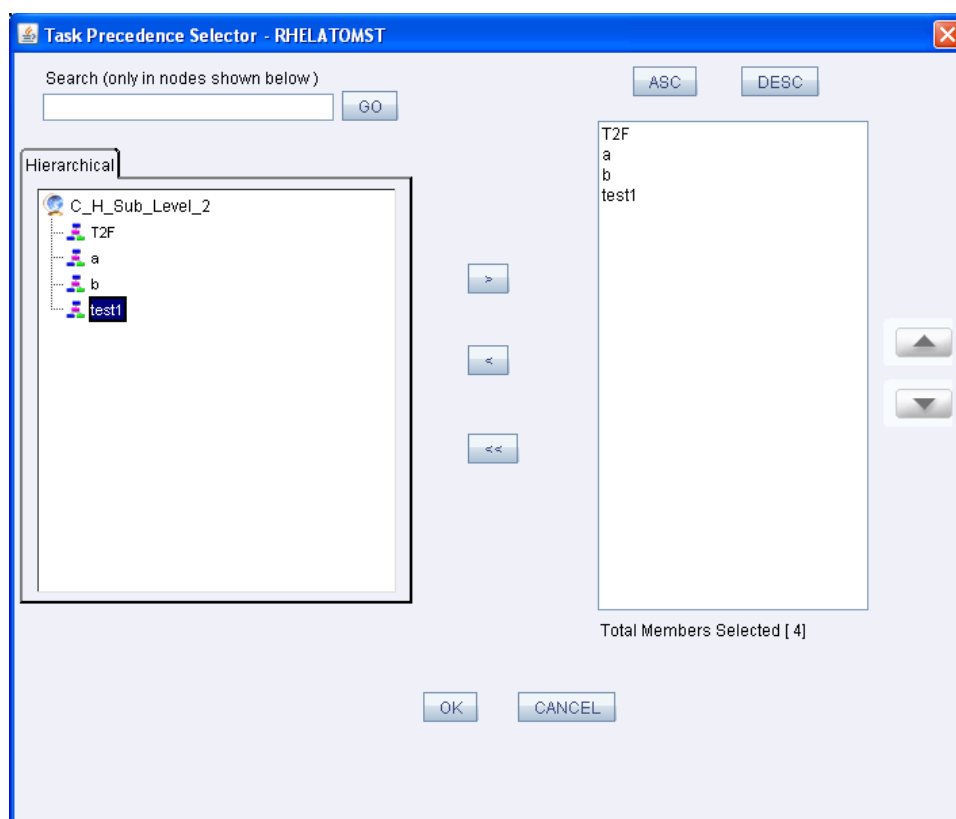 Task Precedence Selector - RHELATOMST
Search (only in nodes shown below )
GO
ASC
DESC
Hierarchical
C_H_Sub_Level_2
T2F
a
b
test1
>
<
<<
T2F
a
b
test1
Total Members Selected [ 4]
OK
CANCEL